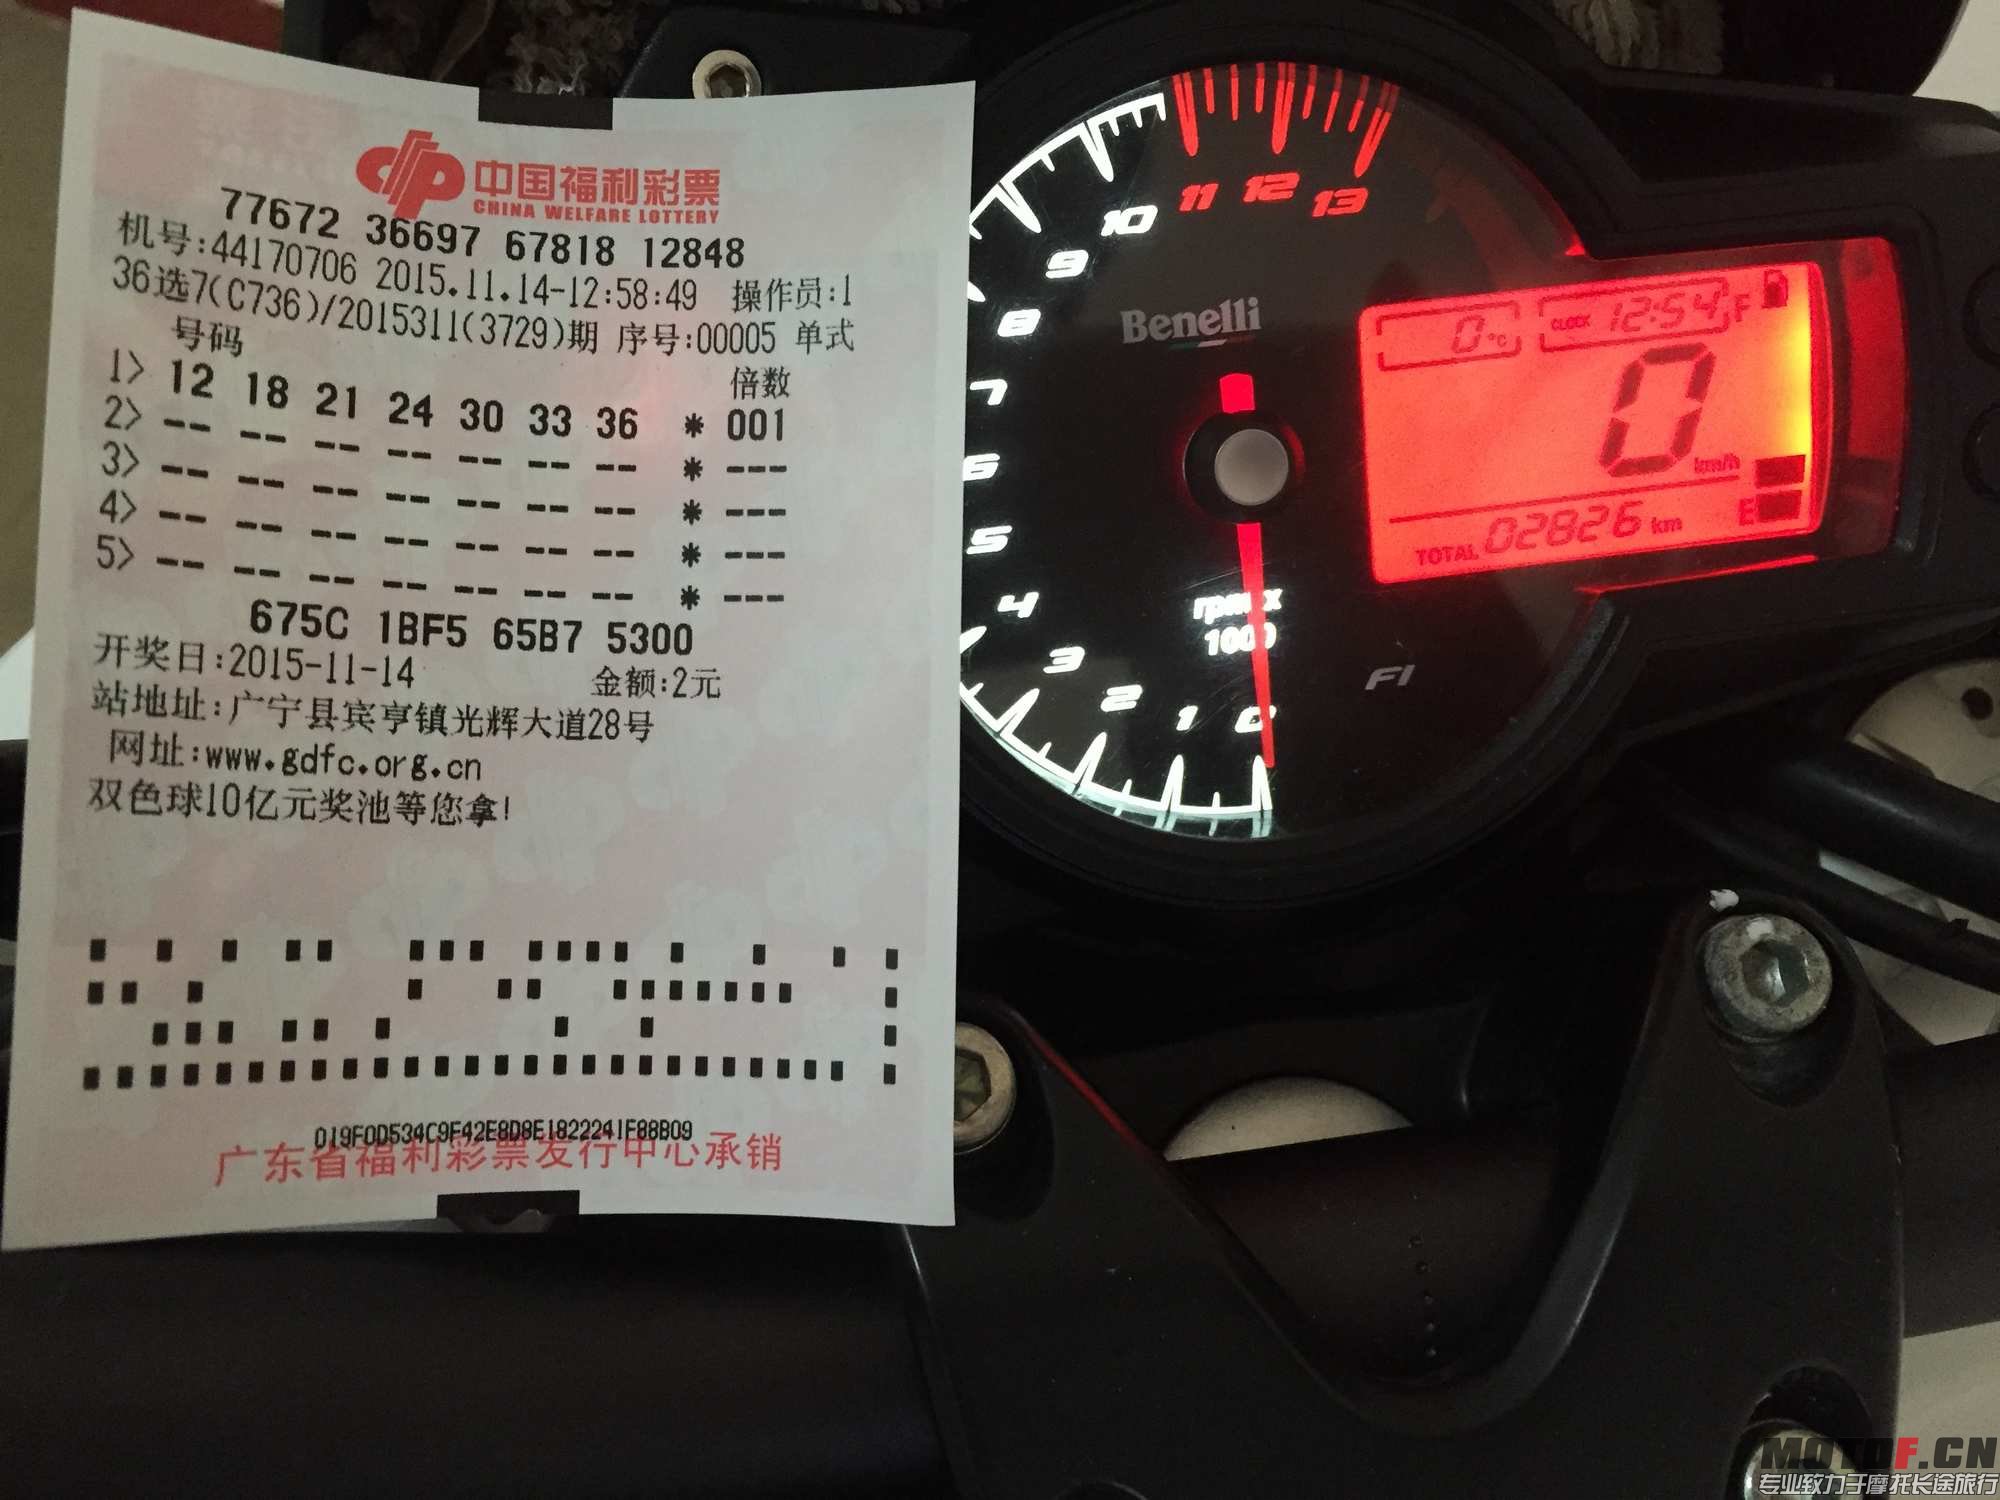 中国福利彩票
CHINA WELFARE LOTTERY
77672 36697 67818 12848
机号:44170706 2015.11.14-12:58:49 操作员:1
36选7(C736)/2015311(3729)期 序号:00005 单式
号码 倍数
1> 12 18 21 24 30 33 36 * 001
2> -- -- -- -- -- -- -- * ---
3> -- -- -- -- -- -- -- * ---
4> -- -- -- -- -- -- -- * ---
5> -- -- -- -- -- -- -- * ---
675C 1BF5 65B7 5300
开奖日:2015-11-14 金额:2元
站地址:广宁县宾亨镇光辉大道28号
网址:www.gdfc.org.cn
双色球10亿元奖池等您拿!
019F0D534C9F42E8D8E1822241F88B09
广东省福利彩票发行中心承销
13
12
11
10
9
8
7
6
5
4
3
2
1
0
Benelli
rpm x
1000
FI
0 °C
CLOCK 12:54
F
0
km/h
E
TOTAL 02826 km
MOTOF.CN
专业致力于摩托长途旅行